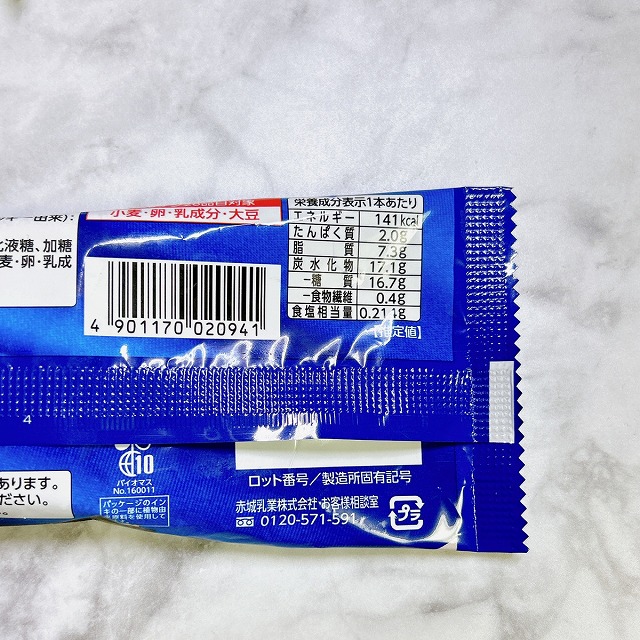 小麦・卵・乳成分・大豆
液糖、加糖
麦・卵・乳成
栄養成分表示1本あたり
エネルギー 141kcal
たんぱく質 2.0g
脂質 7.3g
炭水化物 17.1g
―糖質 16.7g
―食物繊維 0.4g
食塩相当量 0.21g
[推定値]
4 901170 020941
4
あります。
ださい。
10
バイオマス
No.160011
パッケージのイン
キの一部に植物由
来原料を使用して
ロット番号/製造所固有記号
赤城乳業株式会社・お客様相談室
0120-571-591
プラ